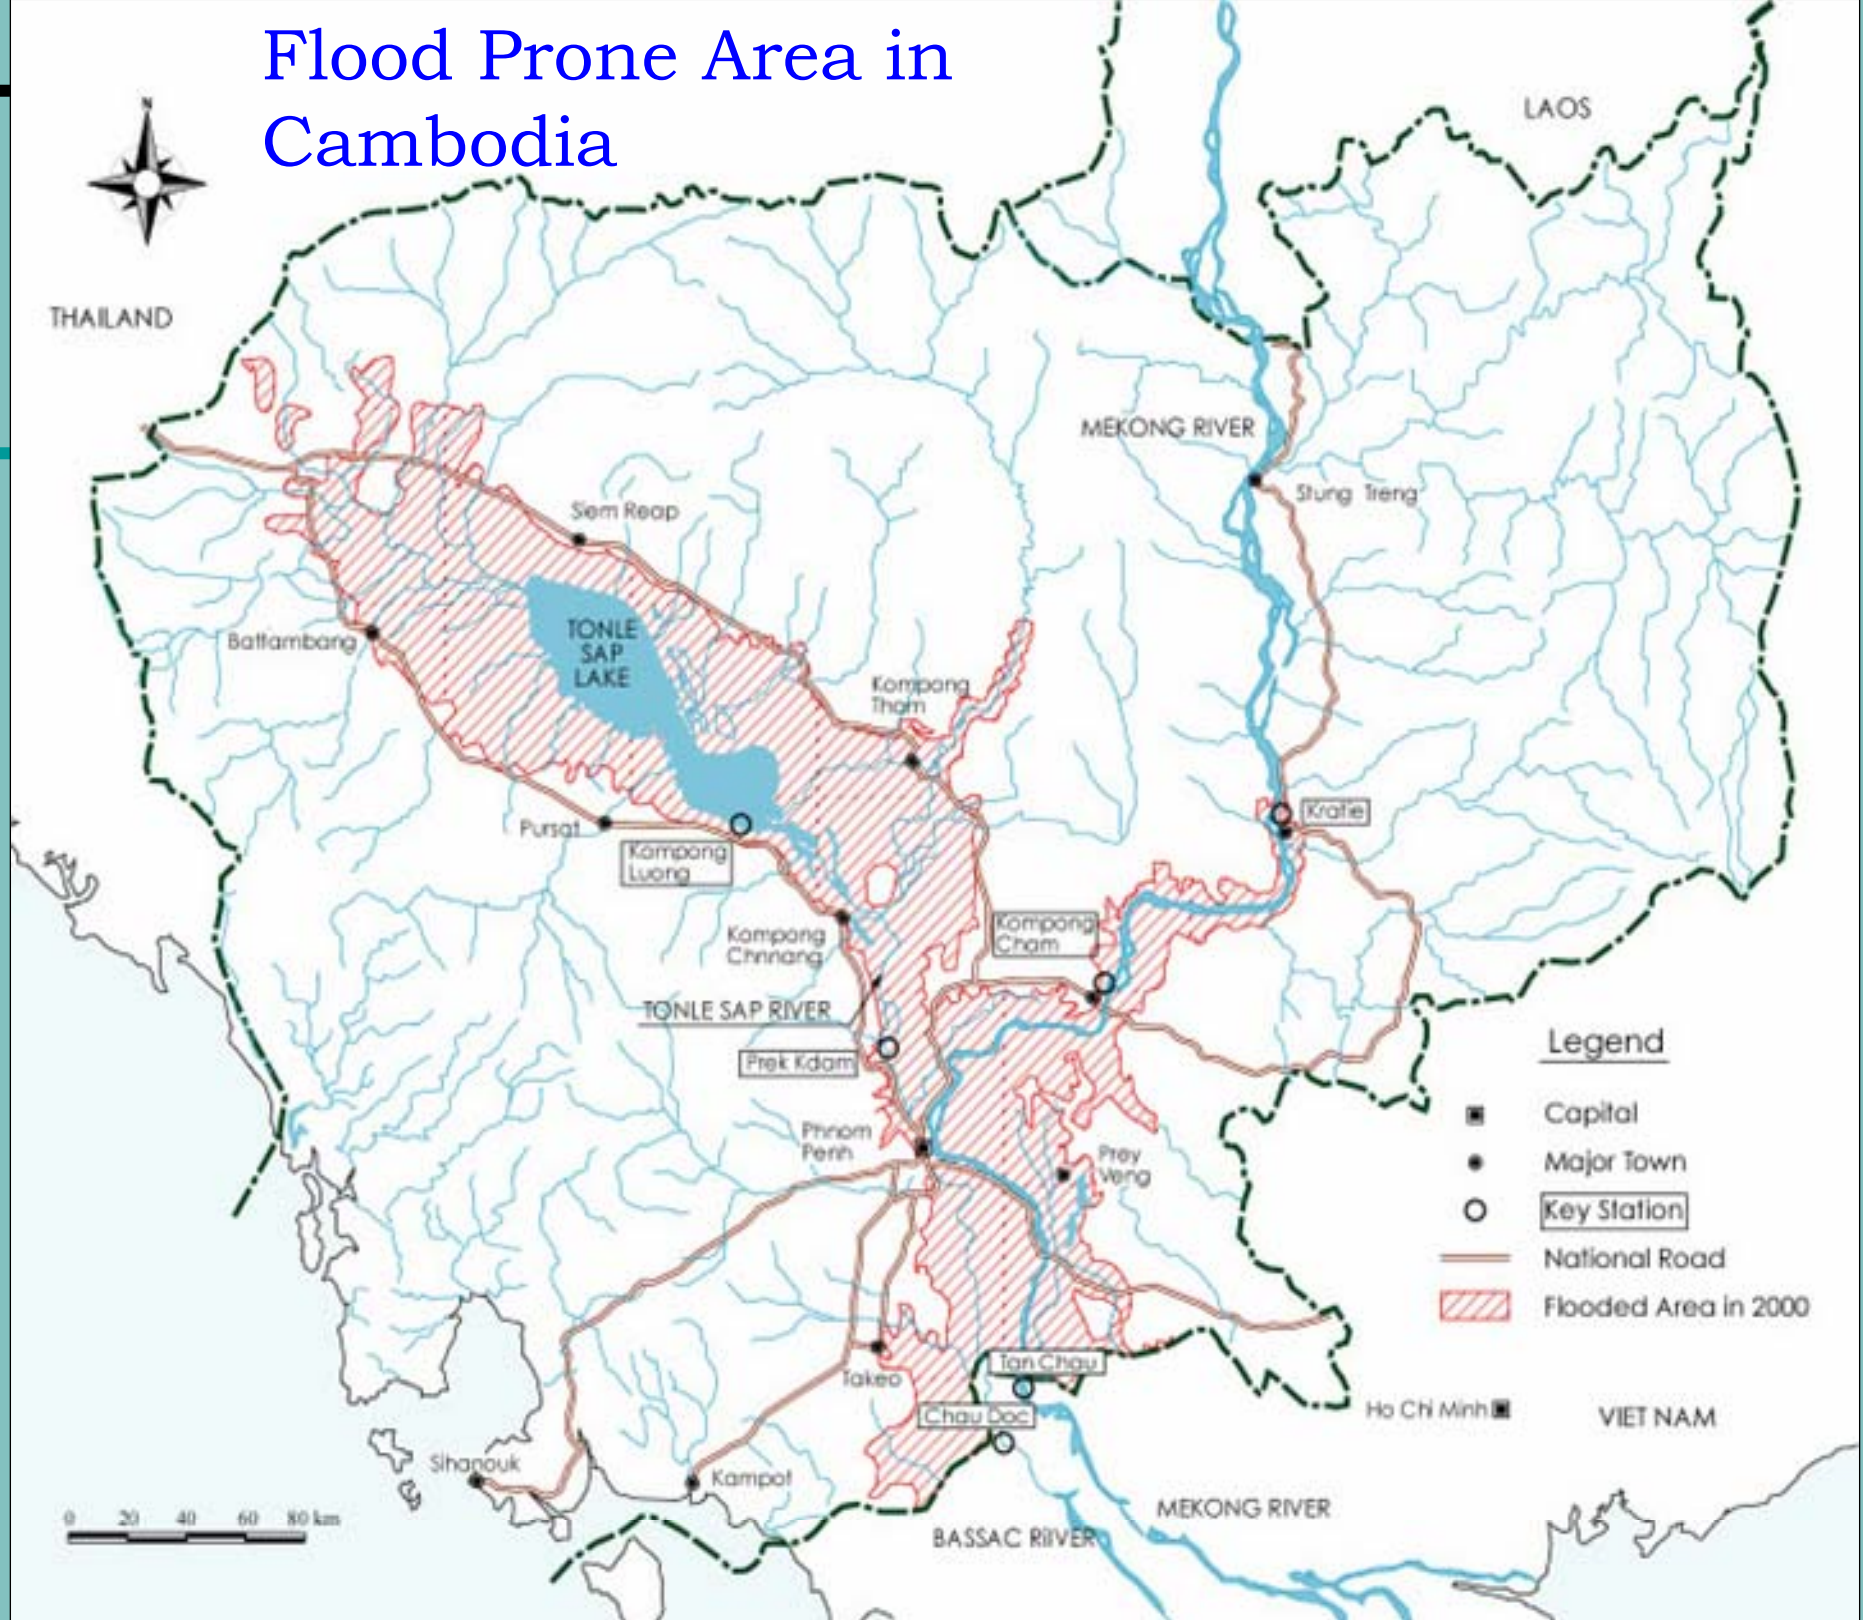 Flood Prone Area in
Cambodia
N
LAOS
THAILAND
MEKONG RIVER
Stung Treng
Siem Reap
Battambang
TONLE
SAP
LAKE
Kompong
Thom
Kratie
Pursat
Kompong
Luong
Kompong
Cham
Kompong
Chnnang
TONLE SAP RIVER
Prek Kdam
Phnom
Penh
Prey
Veng
Legend
Capital
Major Town
Key Station
National Road
Flooded Area in 2000
Tan Chau
Takeo
Chau Doc
Ho Chi Minh
VIET NAM
Sihanouk
Kampot
MEKONG RIVER
BASSAC RIIVER
0 20 40 60 80 km